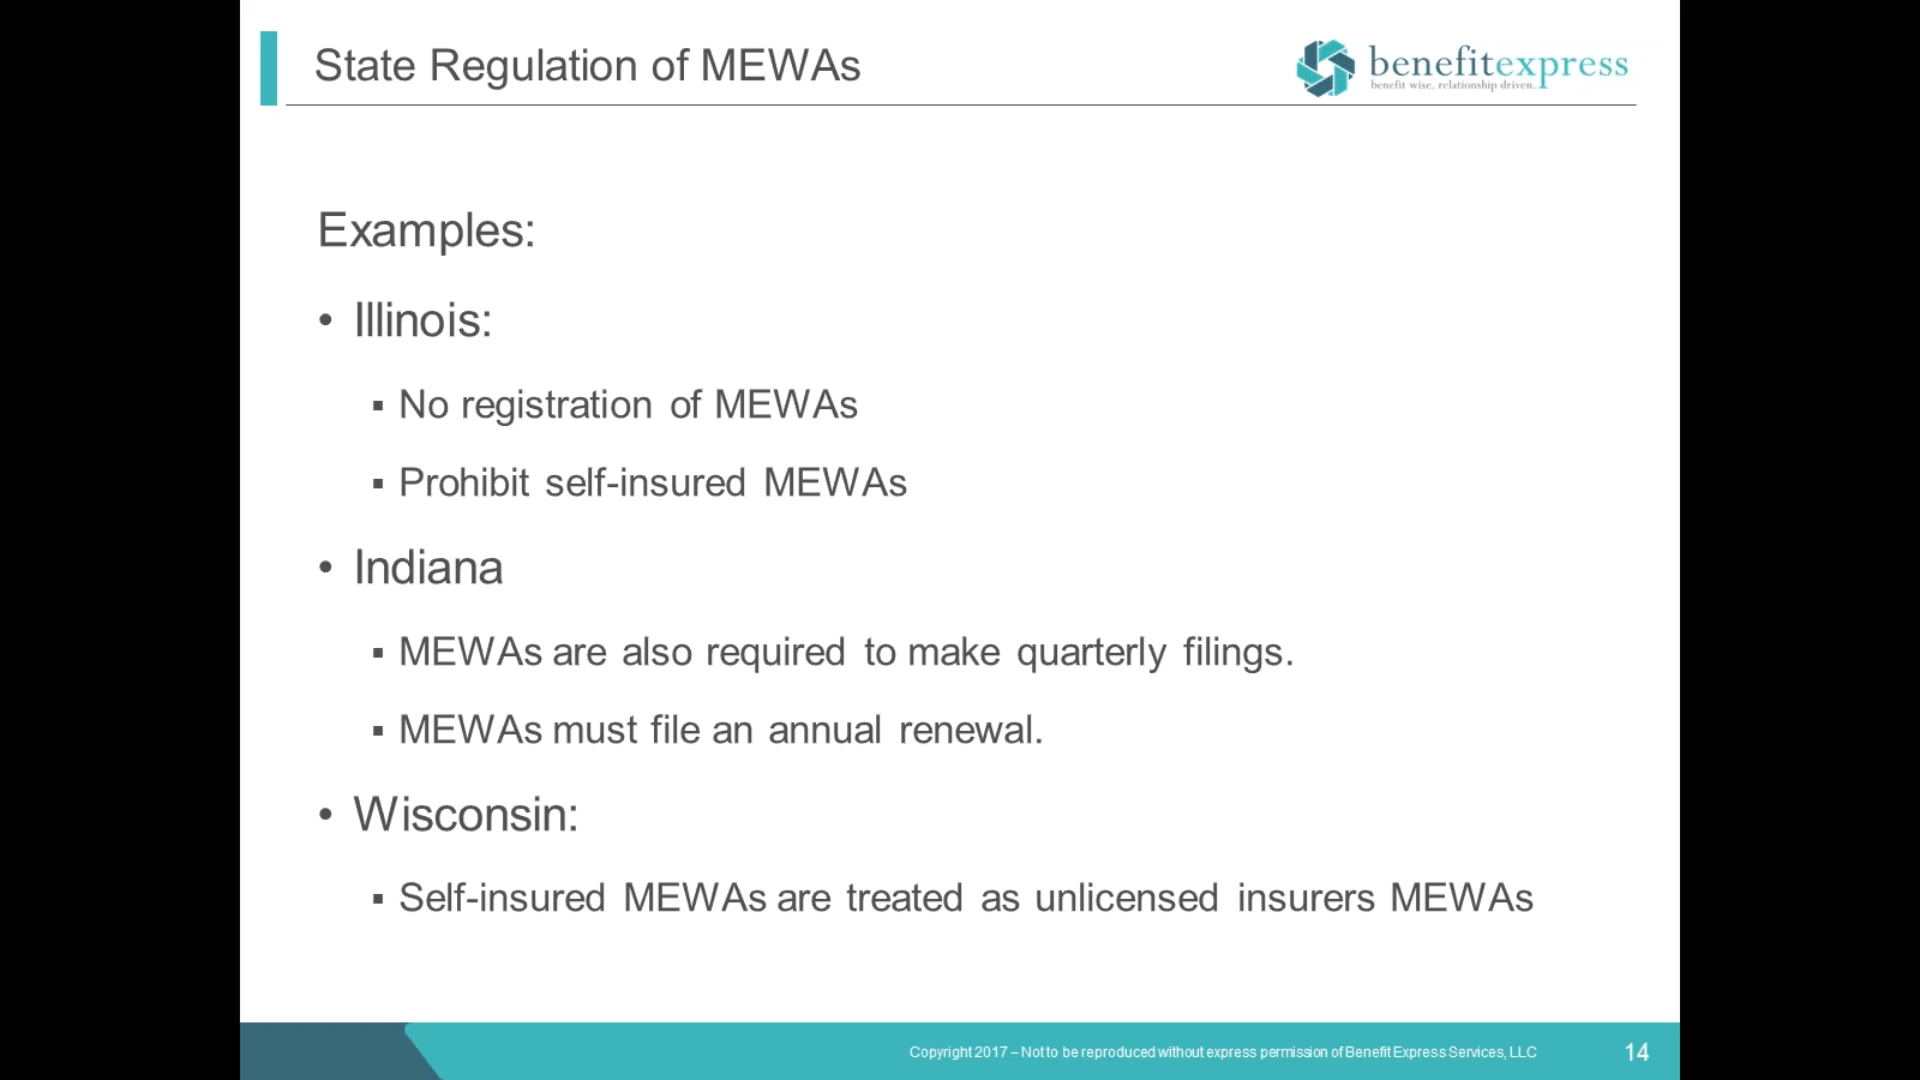 State Regulation of MEWAs
benefitexpress
benefit wise. relationship driven.
Examples:
• Illinois:
▪ No registration of MEWAs
▪ Prohibit self-insured MEWAs
• Indiana
▪ MEWAs are also required to make quarterly filings.
▪ MEWAs must file an annual renewal.
• Wisconsin:
▪ Self-insured MEWAs are treated as unlicensed insurers MEWAs
Copyright 2017 – Not to be reproduced without express permission of Benefit Express Services, LLC
14